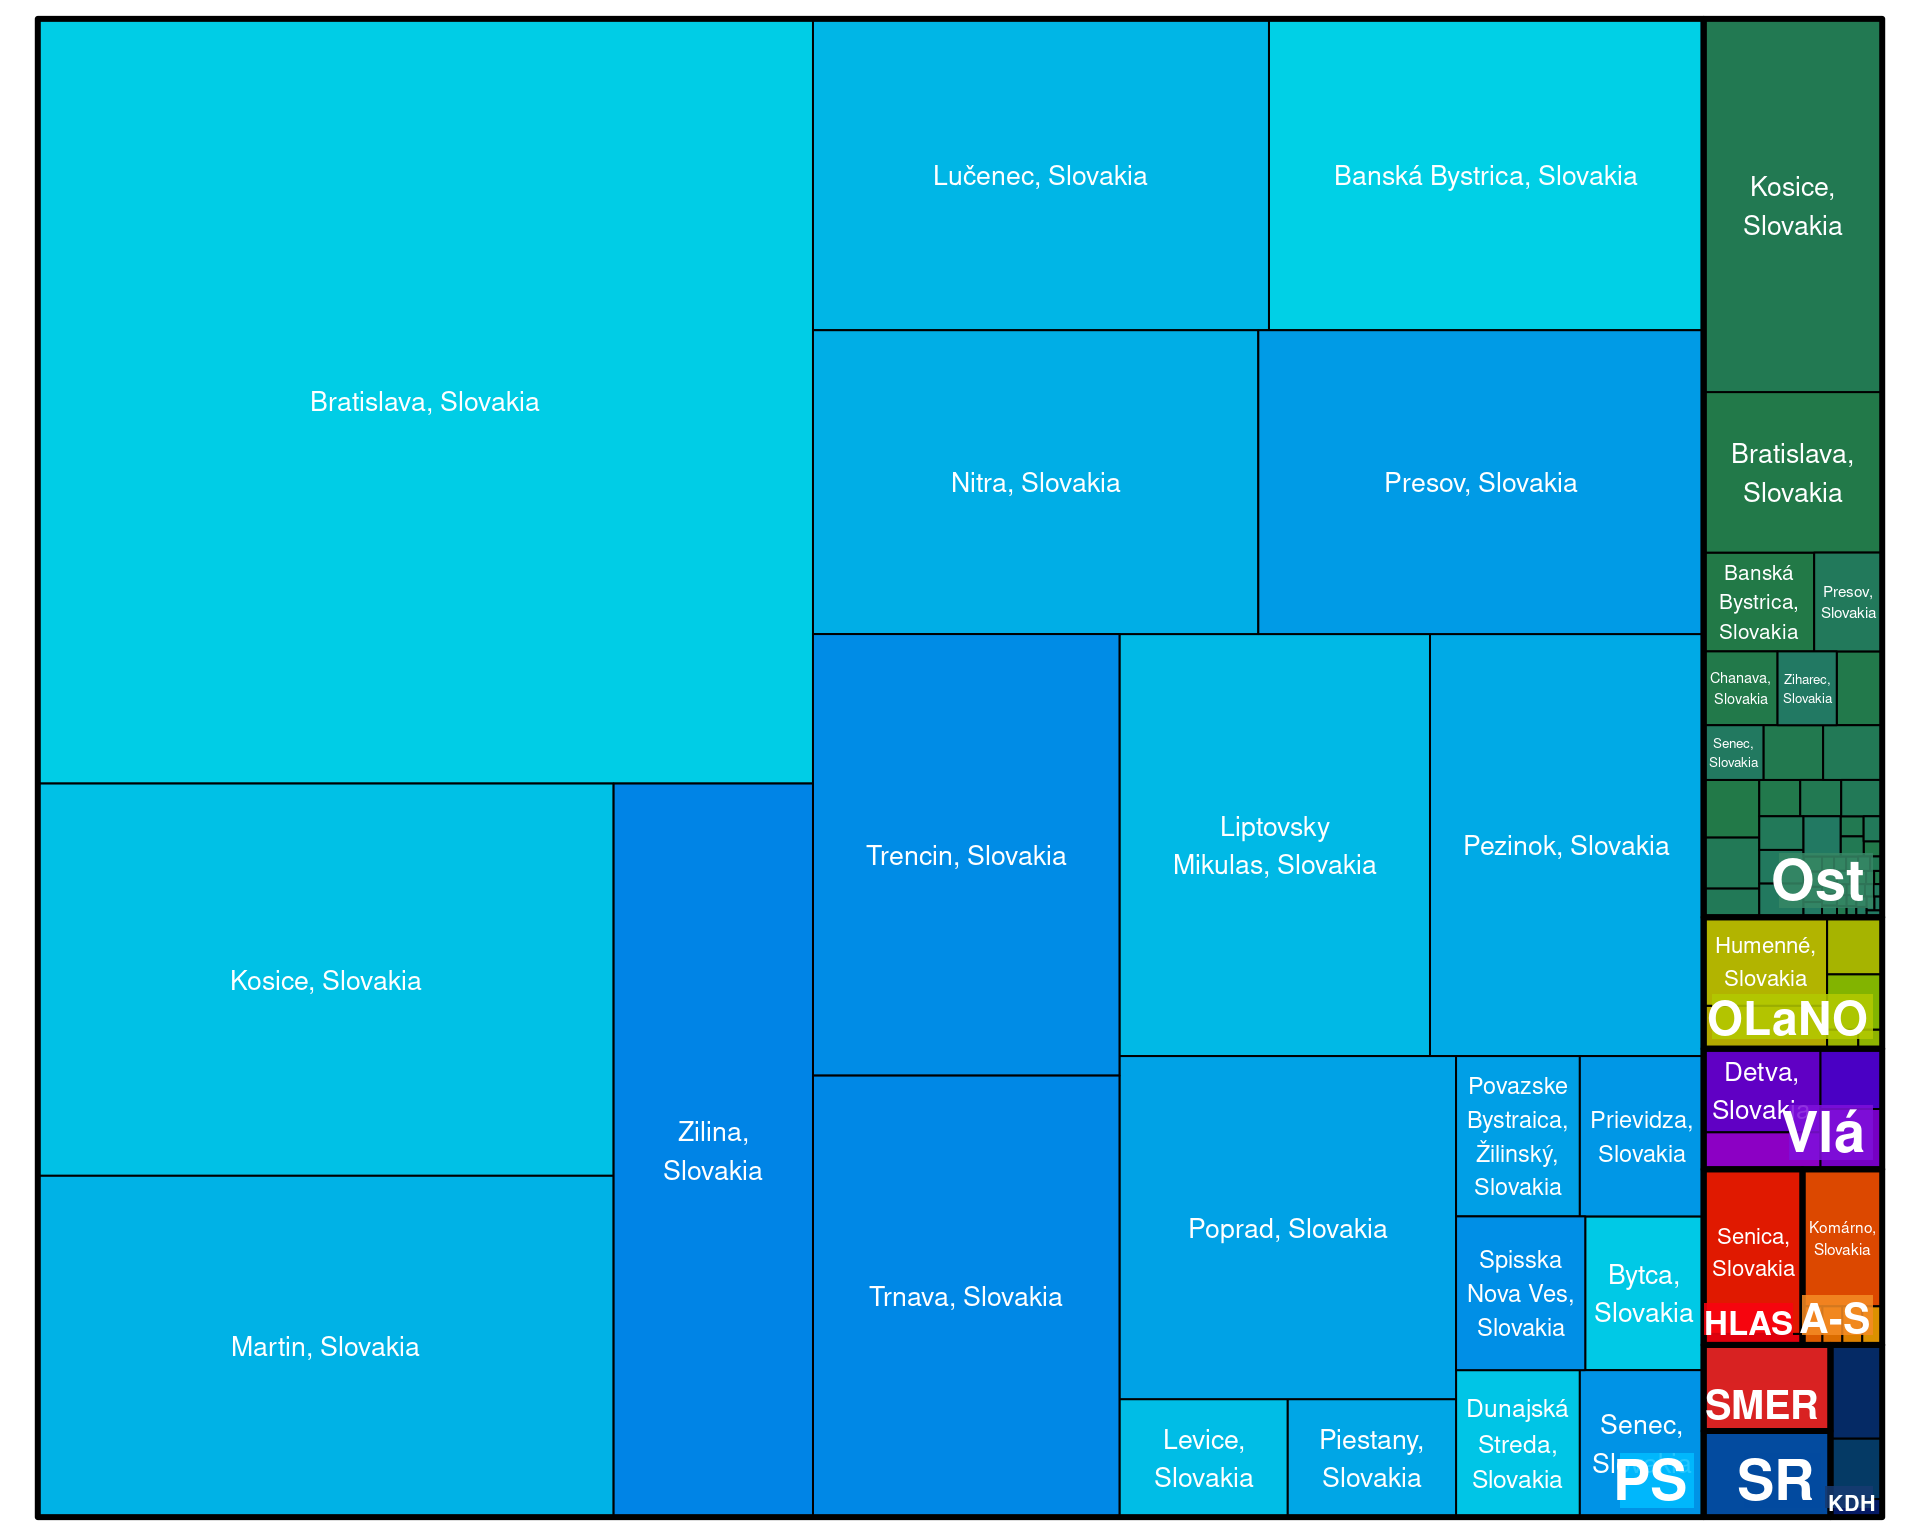 Bratislava, Slovakia
Lučenec, Slovakia
Banská Bystrica, Slovakia
Nitra, Slovakia
Presov, Slovakia
Kosice, Slovakia
Martin, Slovakia
Zilina,
Slovakia
Trencin, Slovakia
Trnava, Slovakia
Liptovsky
Mikulas, Slovakia
Pezinok, Slovakia
Poprad, Slovakia
Levice,
Slovakia
Piestany,
Slovakia
Povazske
Bystraica,
Žilinský,
Slovakia
Prievidza,
Slovakia
Spisska
Nova Ves,
Slovakia
Bytca,
Slovakia
Dunajská
Streda,
Slovakia
Senec,
Slovakia
PS
Kosice,
Slovakia
Bratislava,
Slovakia
Banská
Bystrica,
Slovakia
Presov,
Slovakia
Chanava,
Slovakia
Ziharec,
Slovakia
Senec,
Slovakia
Ost
Humenné,
Slovakia
OLaNO
Detva,
Slovakia
Vlá
Senica,
Slovakia
HLAS
Komárno,
Slovakia
A-S
SMER
SR
KDH